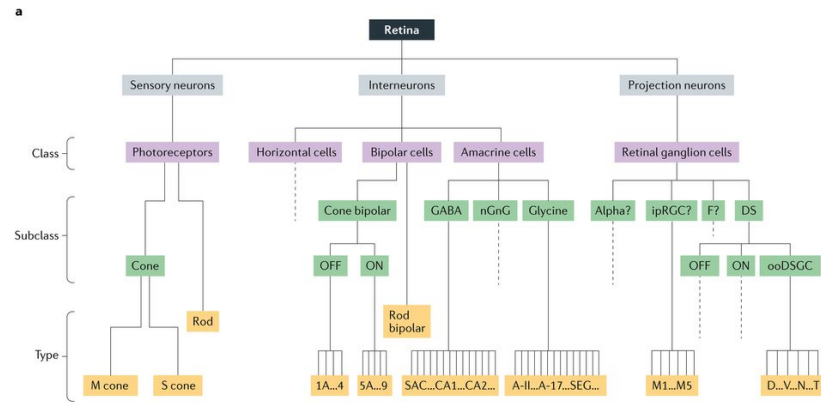 a
Retina
Sensory neurons
Interneurons
Projection neurons
Class
Photoreceptors
Horizontal cells
Bipolar cells
Amacrine cells
Retinal ganglion cells
Subclass
Cone bipolar
GABA
nGnG
Glycine
Alpha?
ipRGC?
F?
DS
Cone
OFF
ON
OFF
ON
ooDSGC
Type
Rod
Rod
bipolar
M cone
S cone
1A...4
5A...9
SAC...CA1...CA2...
A-II...A-17...SEG...
M1...M5
D...V...N...T